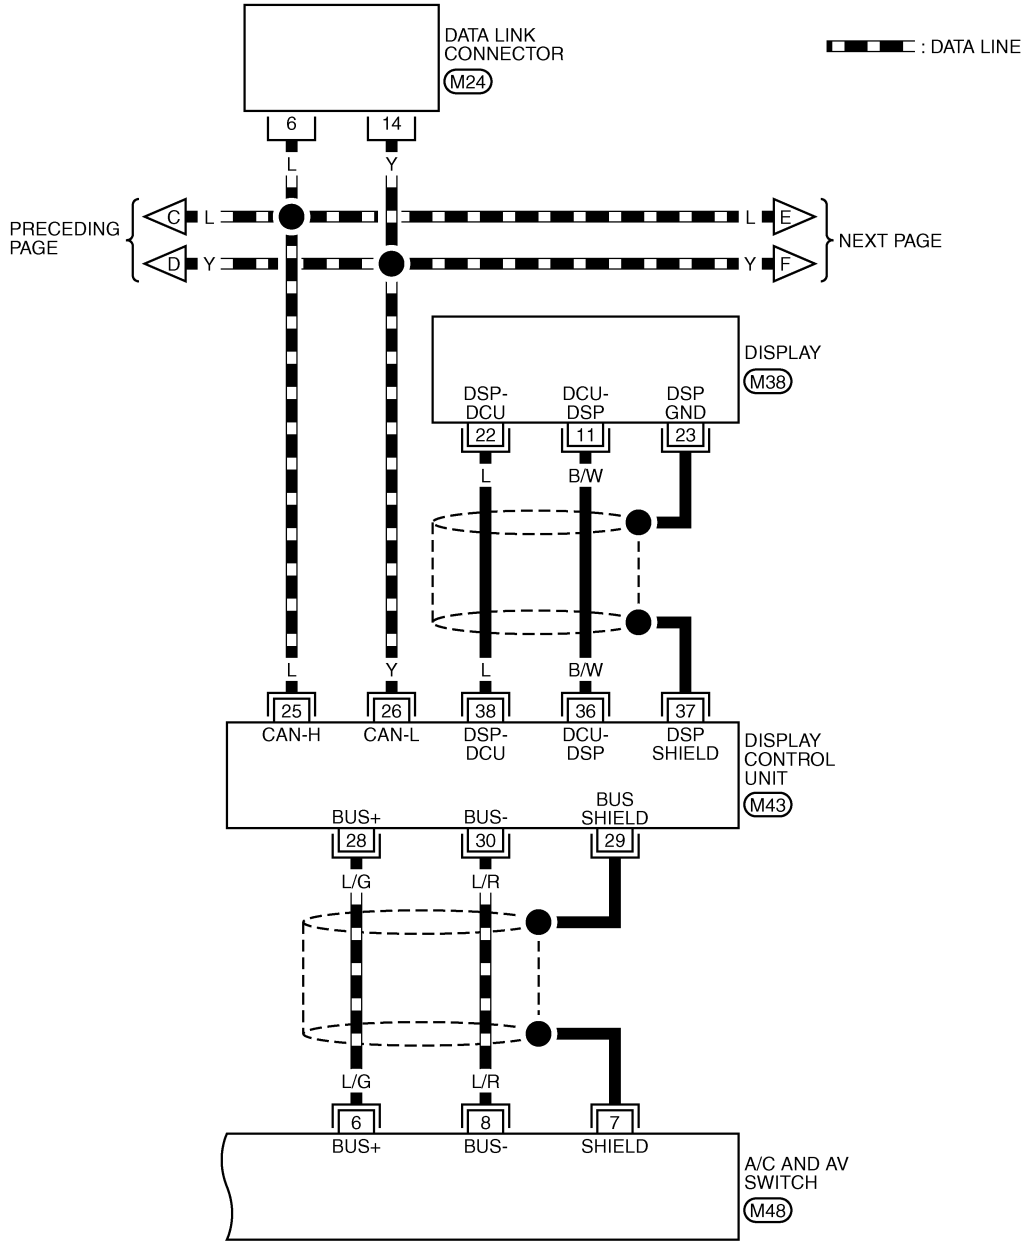 DATA LINK
CONNECTOR
M24
: DATA LINE
6 14
L Y
PRECEDING
PAGE
C L L E
D Y Y F
NEXT PAGE
DISPLAY
M38
DSP-
DCU
DCU-
DSP
DSP
GND
22 11 23
L B/W
L Y L B/W
25 26 38 36 37
CAN-H CAN-L
DSP-
DCU
DCU-
DSP
DSP
SHIELD
DISPLAY
CONTROL
UNIT
M43
BUS+ BUS-
BUS
SHIELD
28 30 29
L/G L/R
L/G L/R
6 8 7
BUS+ BUS- SHIELD
A/C AND AV
SWITCH
M48